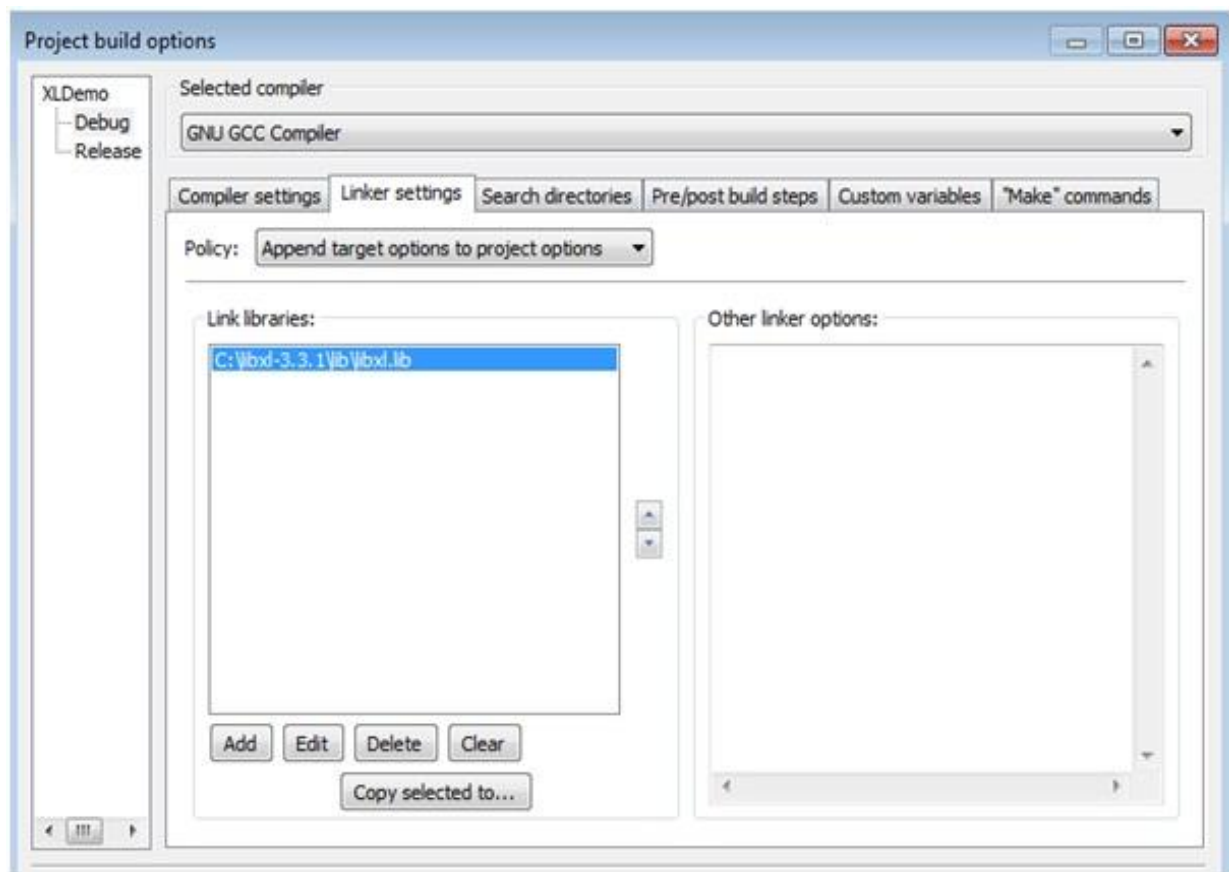 Project build options
XLDemo
Debug
Release
Selected compiler
GNU GCC Compiler
Compiler settings
Linker settings
Search directories
Pre/post build steps
Custom variables
"Make" commands
Policy:
Append target options to project options
Link libraries:
C:\libxl-3.3.1\lib\libxl.lib
Add
Edit
Delete
Clear
Copy selected to...
Other linker options: